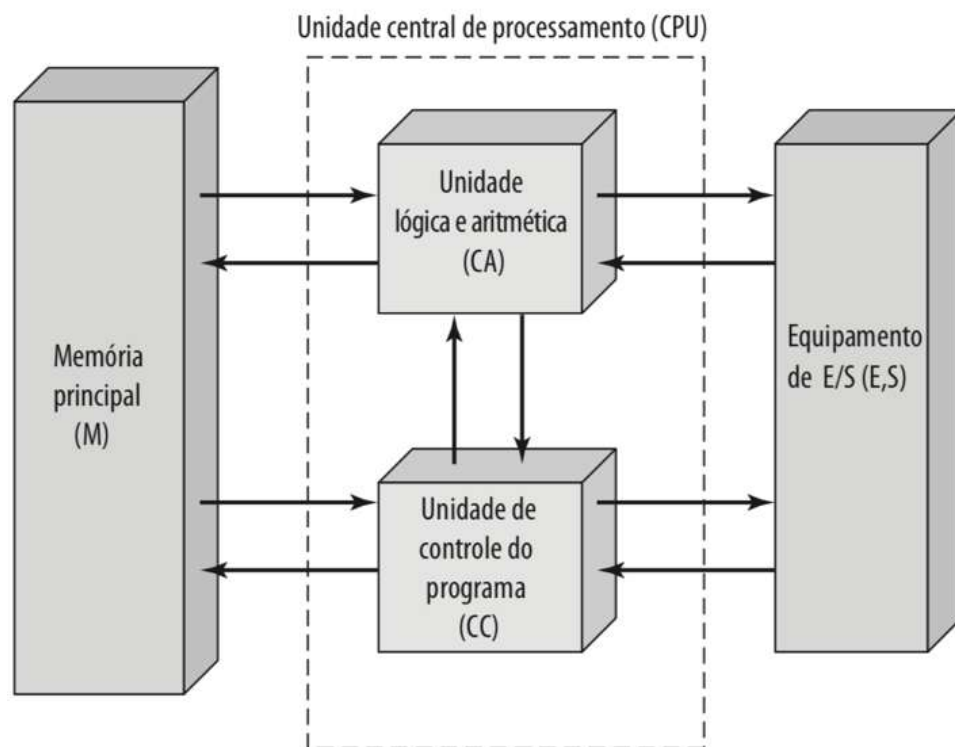 Unidade central de processamento (CPU)
Unidade
lógica e aritmética
(CA)
Memória
principal
(M)
Equipamento
de E/S (E,S)
Unidade de
controle do
programa
(CC)